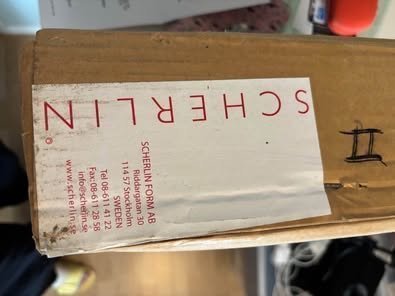 SCHERLIN
©
SCHERLIN FORM AB
Riddargatan 30
114 57 Stockholm
SWEDEN
Tel 08-611 41 22
Fax: 08-611 28 58
info@scherlin.se
www.scherlin.se